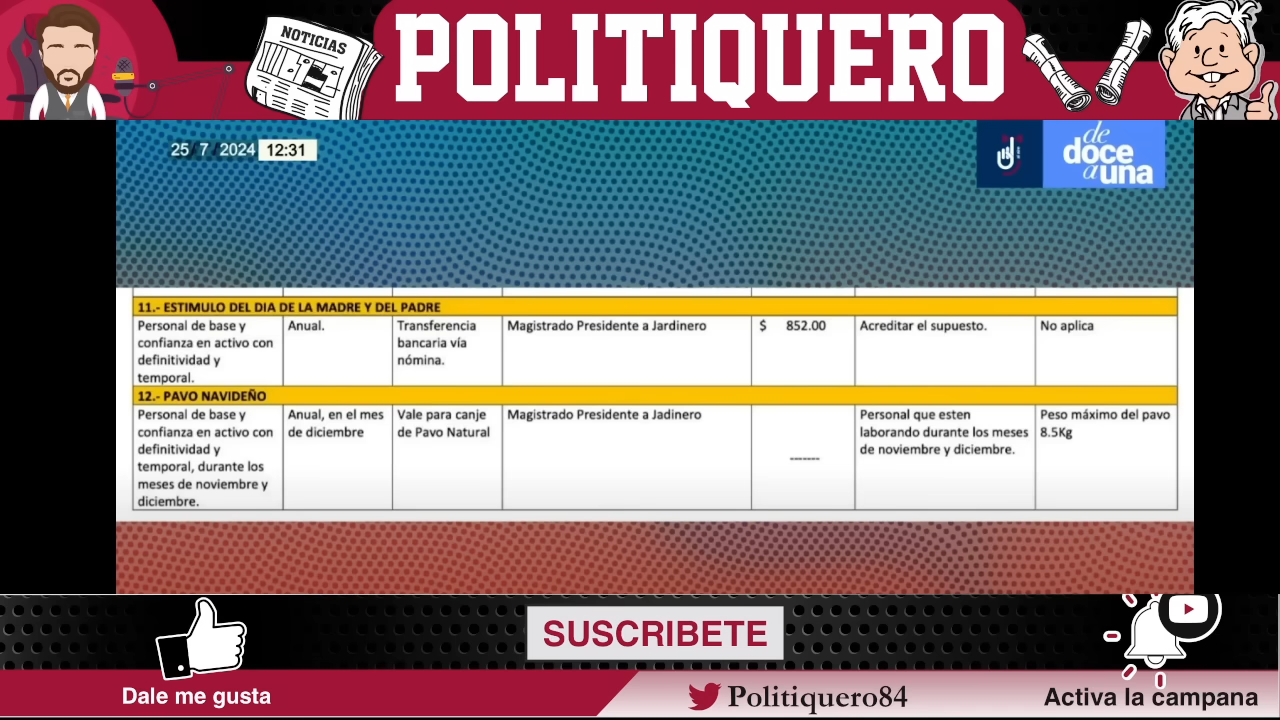 NOTICIAS
POLITIQUERO
25 7 2024 12:31
de
doce
a una
11.- ESTIMULO DEL DIA DE LA MADRE Y DEL PADRE
Personal de base y
confianza en activo con
definitividad y
temporal.
Anual.
Transferencia
bancaria vía
nómina.
Magistrado Presidente a Jardinero
$ 852.00
Acreditar el supuesto.
No aplica
12.- PAVO NAVIDEÑO
Personal de base y
confianza en activo con
definitividad y
temporal, durante los
meses de noviembre y
diciembre.
Anual, en el mes
de diciembre
Vale para canje
de Pavo Natural
Magistrado Presidente a Jadinero
-------
Personal que esten
laborando durante los meses
de noviembre y diciembre.
Peso máximo del pavo
8.5Kg
SUSCRIBETE
Dale me gusta
Politiquero84
Activa la campana